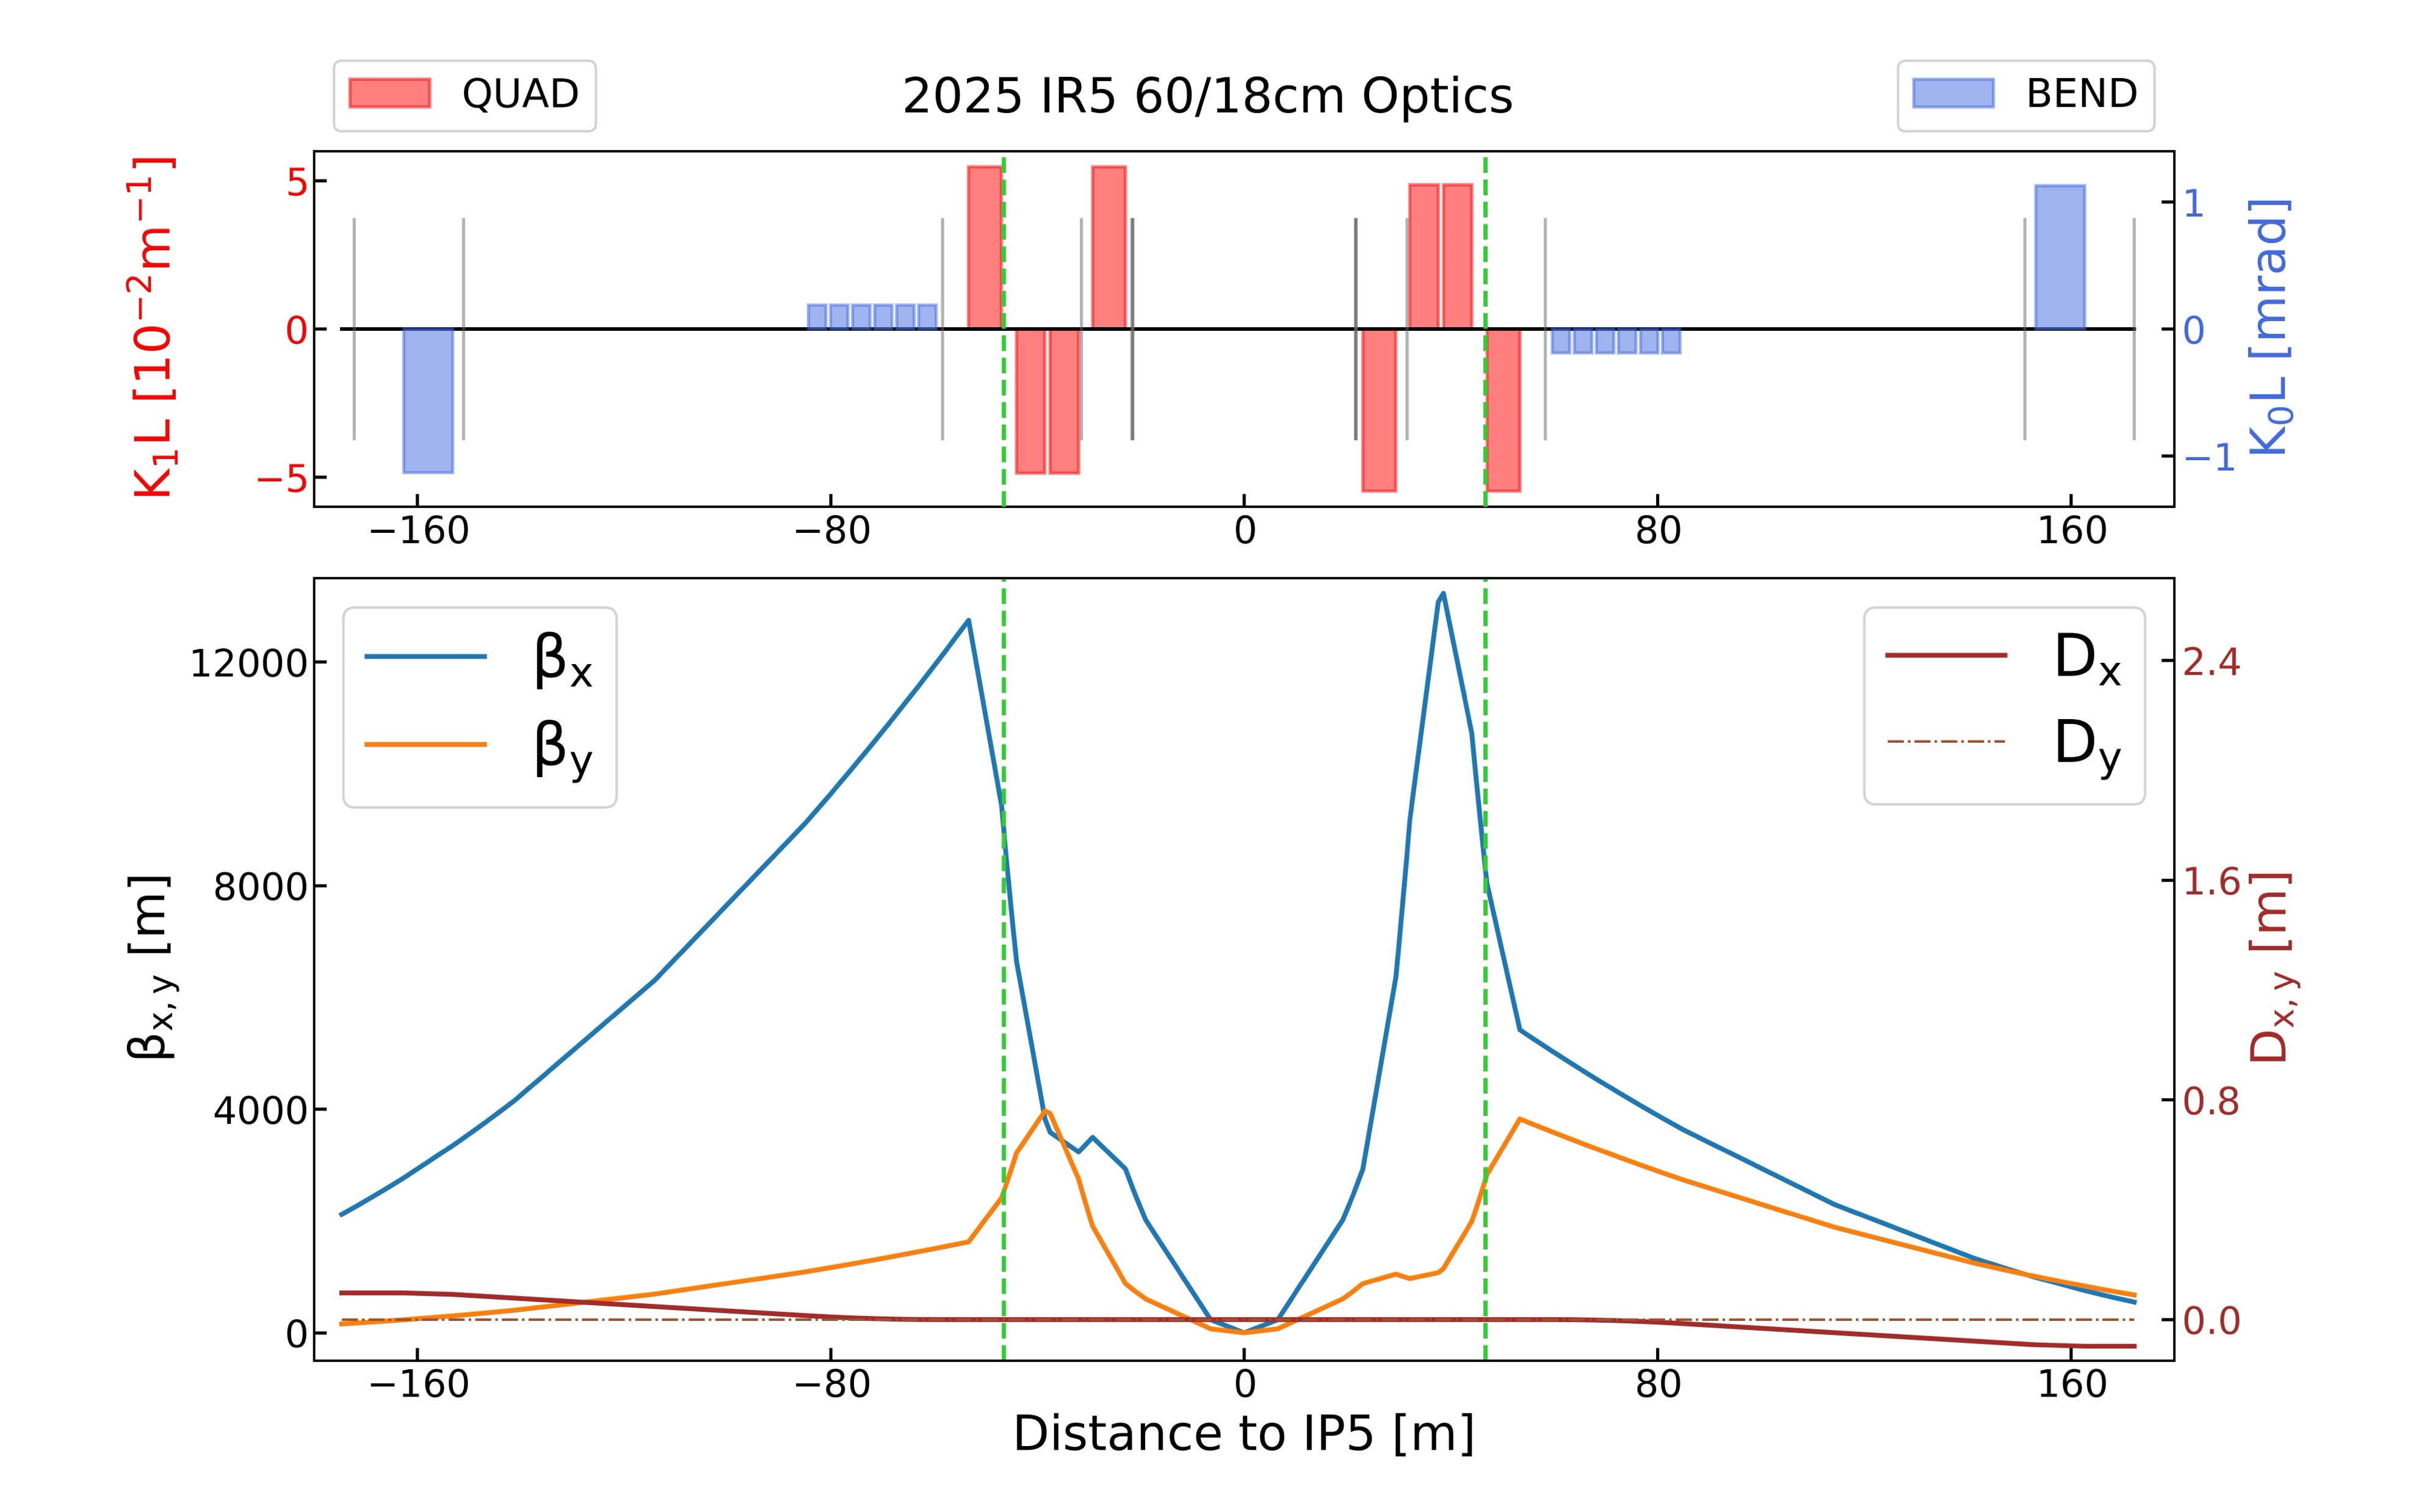 QUAD
2025 IR5 60/18cm Optics
BEND
K₁L [10⁻²m⁻¹]
5
0
−5
1
0
−1
K₀L [mrad]
−160
−80
0
80
160
βx
βy
Dx
Dy
12000
8000
4000
0
βx, y [m]
2.4
1.6
0.8
0.0
Dx, y [m]
−160
−80
0
80
160
Distance to IP5 [m]